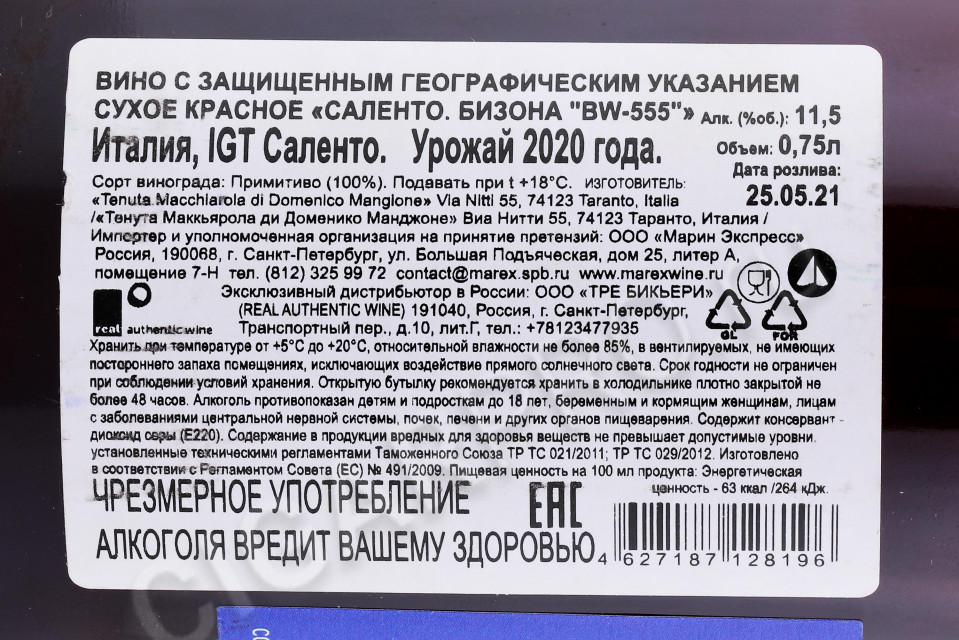 ВИНО С ЗАЩИЩЕННЫМ ГЕОГРАФИЧЕСКИМ УКАЗАНИЕМ
СУХОЕ КРАСНОЕ «САЛЕНТО. БИЗОНА "BW-555"» Алк. (%об.): 11,5
Италия, IGT Саленто. Урожай 2020 года. Объем: 0,75л
Дата розлива:
Сорт винограда: Примитиво (100%). Подавать при t +18°С. ИЗГОТОВИТЕЛЬ:
25.05.21
«Tenuta Macchiarola di Domenico Mangione» Via Nitti 55, 74123 Taranto, Italia
/«Тенута Маккьярола ди Доменико Манджоне» Виа Нитти 55, 74123 Таранто, Италия /
Импортер и уполномоченная организация на принятие претензий: ООО «Марин Экспресс»
Россия, 190068, г. Санкт-Петербург, ул. Большая Подъяческая, дом 25, литер А,
помещение 7-Н тел. (812) 325 99 72 contact@marex.spb.ru www.marexwine.ru
Эксклюзивный дистрибьютор в России: ООО «ТРЕ БИКЬЕРИ»
(REAL AUTHENTIC WINE) 191040, Россия, г. Санкт-Петербург,
real authentic wine Транспортный пер., д.10, лит.Г, тел.: +78123477935
GL FOR
Хранить при температуре от +5°С до +20°С, относительной влажности не более 85%, в вентилируемых, не имеющих
постороннего запаха помещениях, исключающих воздействие прямого солнечного света. Срок годности не ограничен
при соблюдении условий хранения. Открытую бутылку рекомендуется хранить в холодильнике плотно закрытой не
более 48 часов. Алкоголь противопоказан детям и подросткам до 18 лет, беременным и кормящим женщинам, лицам
с заболеваниями центральной нервной системы, почек, печени и других органов пищеварения. Содержит консервант -
диоксид серы (Е220). Содержание в продукции вредных для здоровья веществ не превышает допустимые уровни,
установленные техническими регламентами Таможенного Союза ТР ТС 021/2011; ТР ТС 029/2012. Изготовлено
в соответствии с Регламентом Совета (ЕС) № 491/2009. Пищевая ценность на 100 мл продукта: Энергетическая
ценность - 63 ккал /264 кДж.
ЧРЕЗМЕРНОЕ УПОТРЕБЛЕНИЕ
АЛКОГОЛЯ ВРЕДИТ ВАШЕМУ ЗДОРОВЬЮ
EAC
4 627187 128196